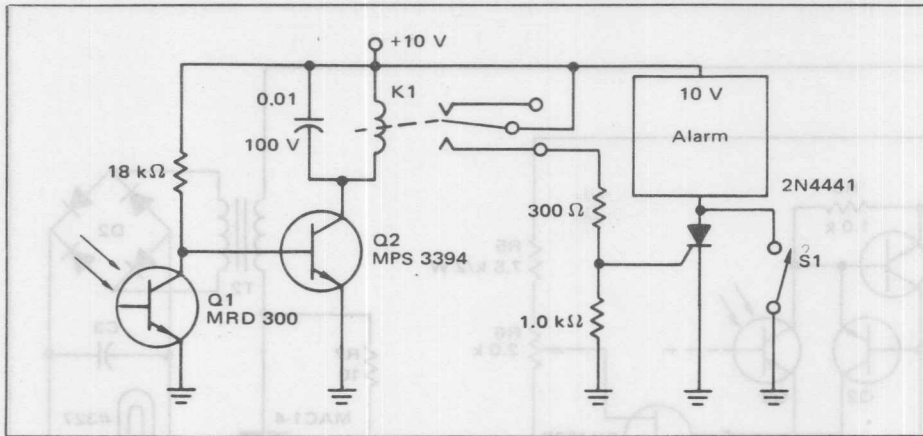 +10 V
K1
0.01
100 V
10 V
Alarm
18 kΩ
2N4441
300 Ω
Q2
MPS 3394
S1
Q1
MRD 300
1.0 kΩ